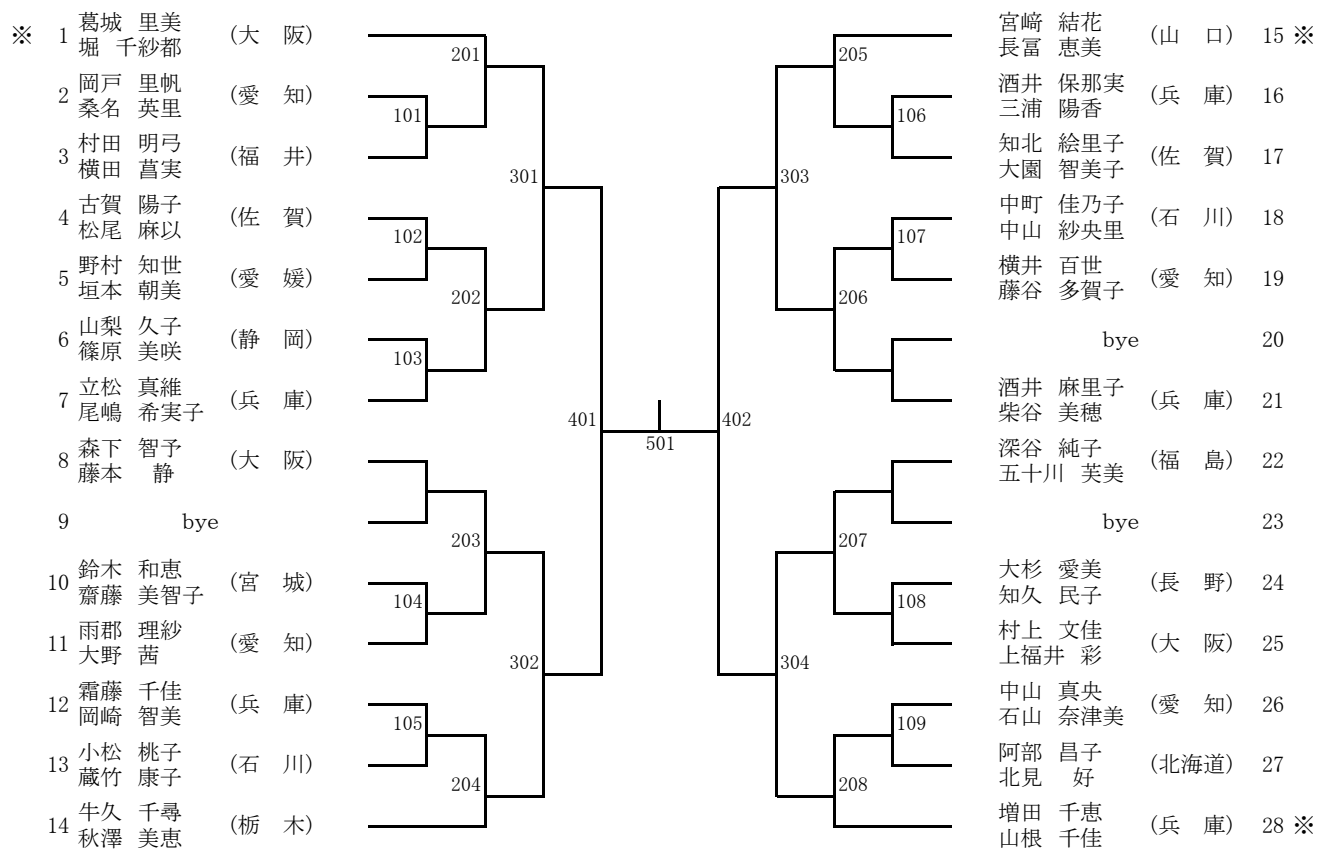 ※ 1 葛城 里美 (大 阪)
堀 千紗都
2 岡戸 里帆 (愛 知)
桑名 英里
3 村田 明弓 (福 井)
横田 菖実
4 古賀 陽子 (佐 賀)
松尾 麻以
5 野村 知世 (愛 媛)
垣本 朝美
6 山梨 久子 (静 岡)
篠原 美咲
7 立松 真維 (兵 庫)
尾嶋 希実子
8 森下 智予 (大 阪)
藤本 静
9 bye
10 鈴木 和恵 (宮 城)
齋藤 美智子
11 雨郡 理紗 (愛 知)
大野 茜
12 霜藤 千佳 (兵 庫)
岡崎 智美
13 小松 桃子 (石 川)
蔵竹 康子
14 牛久 千尋 (栃 木)
秋澤 美恵
201
101
301
102
202
103
401
203
104
302
105
204
501
205
106
303
107
206
402
207
108
304
109
208
宮﨑 結花 (山 口) 15 ※
長冨 恵美
酒井 保那実 (兵 庫) 16
三浦 陽香
知北 絵里子 (佐 賀) 17
大園 智美子
中町 佳乃子 (石 川) 18
中山 紗央里
横井 百世 (愛 知) 19
藤谷 多賀子
bye 20
酒井 麻里子 (兵 庫) 21
柴谷 美穂
深谷 純子 (福 島) 22
五十川 芙美
bye 23
大杉 愛美 (長 野) 24
知久 民子
村上 文佳 (大 阪) 25
上福井 彩
中山 真央 (愛 知) 26
石山 奈津美
阿部 昌子 (北海道) 27
北見 好
増田 千恵 (兵 庫) 28 ※
山根 千佳